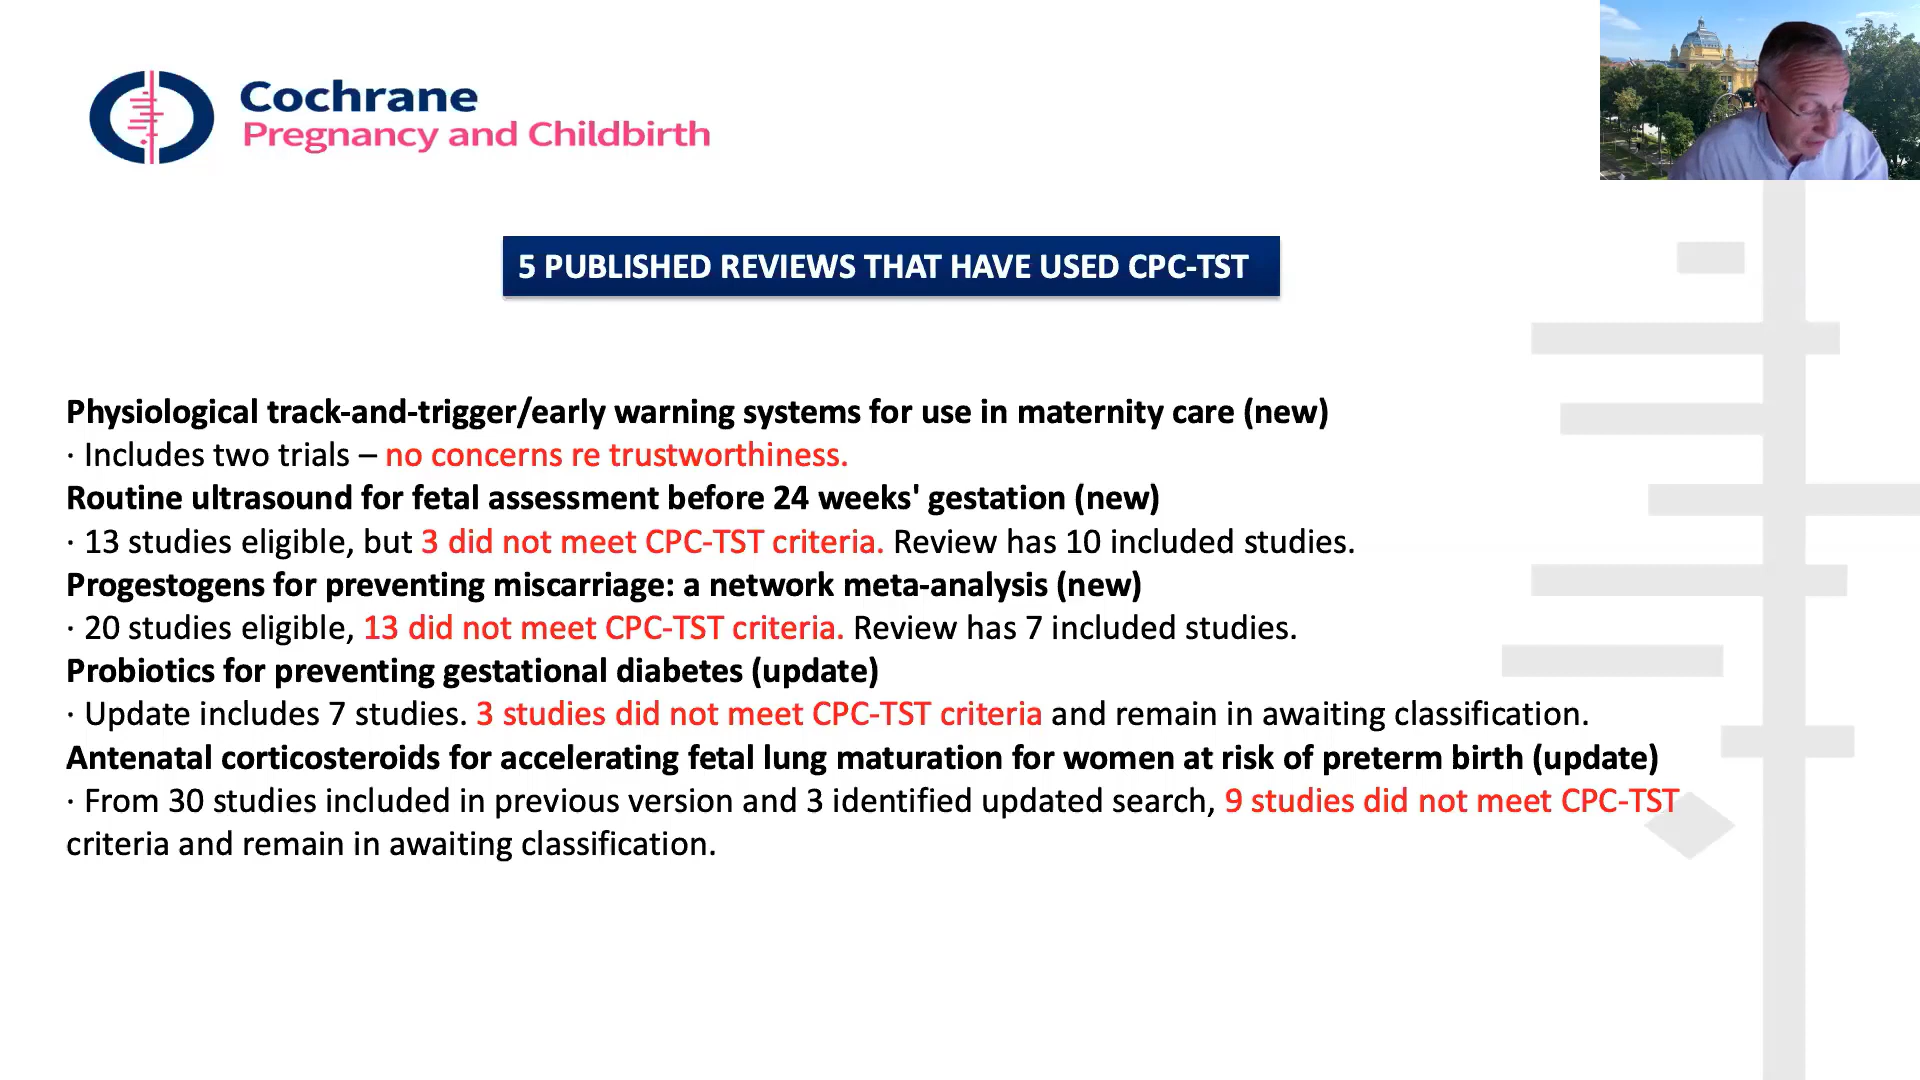 Cochrane
Pregnancy and Childbirth
5 PUBLISHED REVIEWS THAT HAVE USED CPC-TST
Physiological track-and-trigger/early warning systems for use in maternity care (new)
· Includes two trials – no concerns re trustworthiness.
Routine ultrasound for fetal assessment before 24 weeks' gestation (new)
· 13 studies eligible, but 3 did not meet CPC-TST criteria. Review has 10 included studies.
Progestogens for preventing miscarriage: a network meta-analysis (new)
· 20 studies eligible, 13 did not meet CPC-TST criteria. Review has 7 included studies.
Probiotics for preventing gestational diabetes (update)
· Update includes 7 studies. 3 studies did not meet CPC-TST criteria and remain in awaiting classification.
Antenatal corticosteroids for accelerating fetal lung maturation for women at risk of preterm birth (update)
· From 30 studies included in previous version and 3 identified updated search, 9 studies did not meet CPC-TST
criteria and remain in awaiting classification.